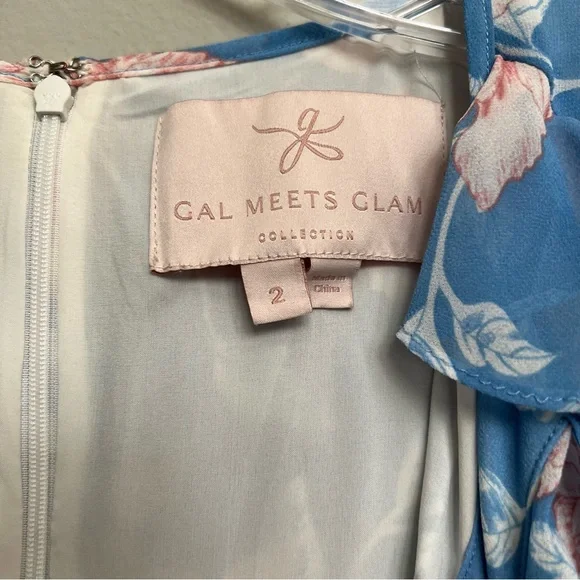 g
GAL MEETS GLAM
COLLECTION
2
Made in
China